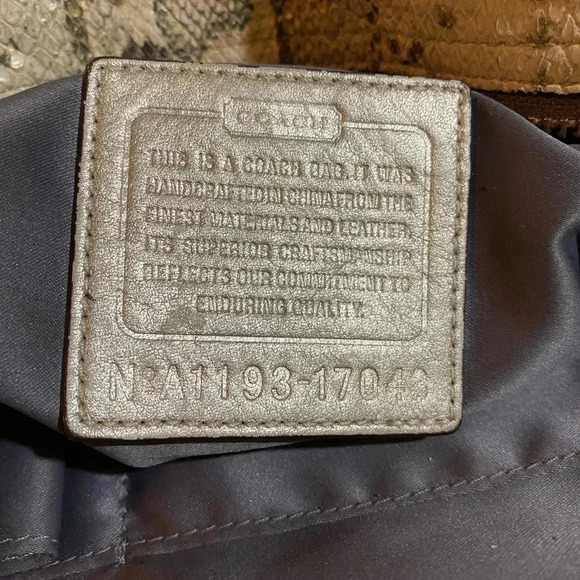 COACH
THIS IS A COACH BAG. IT WAS
HANDCRAFTED IN CHINA FROM THE
FINEST MATERIALS AND LEATHER.
ITS SUPERIOR CRAFTSMANSHIP
REFLECTS OUR COMMITMENT TO
ENDURING QUALITY.
Nº A1193-17043